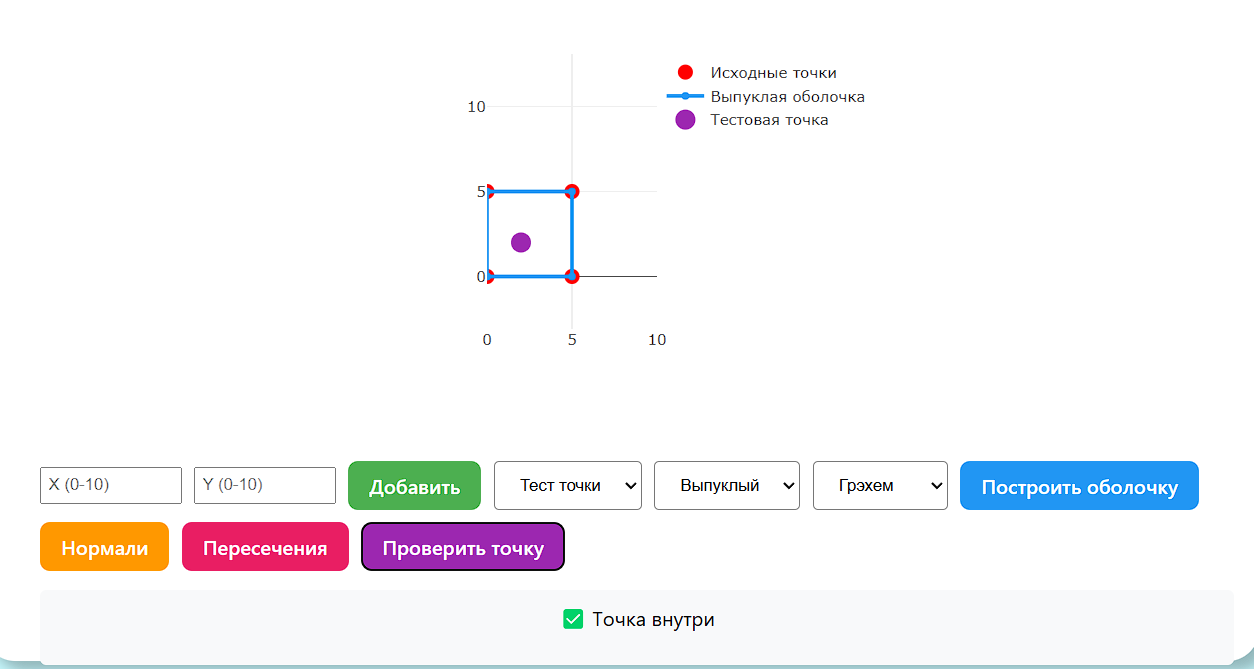 Исходные точки
10 Выпуклая оболочка
Тестовая точка
5
0
0 5 10
X (0-10) Y (0-10) Добавить Тест точки Выпуклый Грэхем Построить оболочку
Нормали Пересечения Проверить точку
Точка внутри